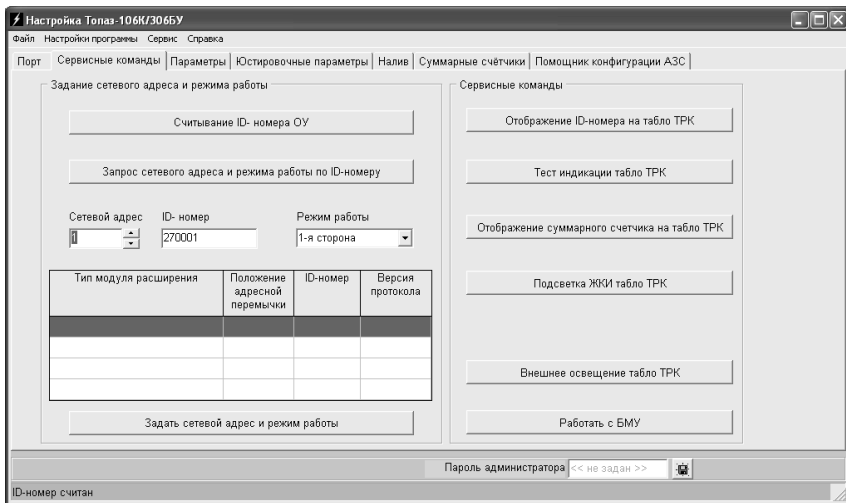 Настройка Топаз-106К/306БУ
Файл Настройки программы Сервис Справка
Порт Сервисные команды Параметры Юстировочные параметры Налив Суммарные счётчики Помощник конфигурации АЗС
Задание сетевого адреса и режима работы
Считывание ID- номера ОУ
Запрос сетевого адреса и режима работы по ID-номеру
Сетевой адрес ID- номер Режим работы
1 270001 1-я сторона
Тип модуля расширения Положение адресной перемычки ID-номер Версия протокола
Задать сетевой адрес и режим работы
Сервисные команды
Отображение ID-номера на табло ТРК
Тест индикации табло ТРК
Отображение суммарного счетчика на табло ТРК
Подсветка ЖКИ табло ТРК
Внешнее освещение табло ТРК
Работать с БМУ
Пароль администратора << не задан >>
ID-номер считан